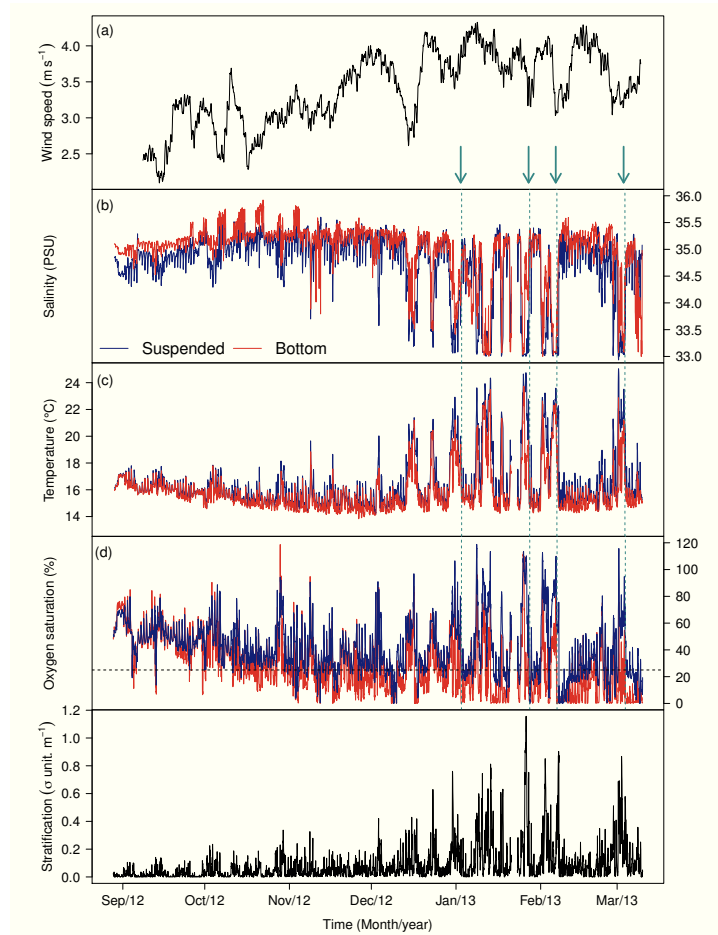 (a)
Wind speed (m s⁻¹)
4.0
3.5
3.0
2.5
(b)
Salinity (PSU)
36.0
35.5
35.0
34.5
34.0
33.5
33.0
Suspended
Bottom
(c)
Temperature (°C)
24
22
20
18
16
14
(d)
Oxygen saturation (%)
120
100
80
60
40
20
0
Stratification (σ unit. m⁻¹)
1.2
1.0
0.8
0.6
0.4
0.2
0.0
Sep/12 Oct/12 Nov/12 Dec/12 Jan/13 Feb/13 Mar/13
Time (Month/year)